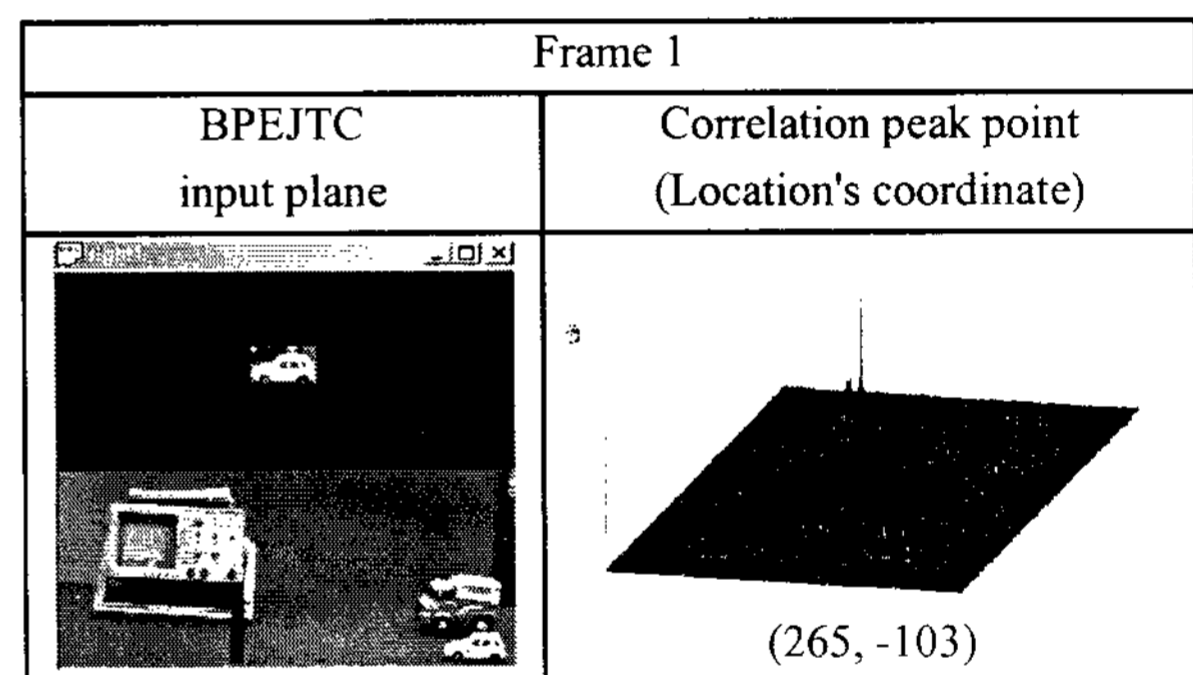 Frame 1
BPEJTC
input plane
Correlation peak point
(Location's coordinate)
(265, -103)